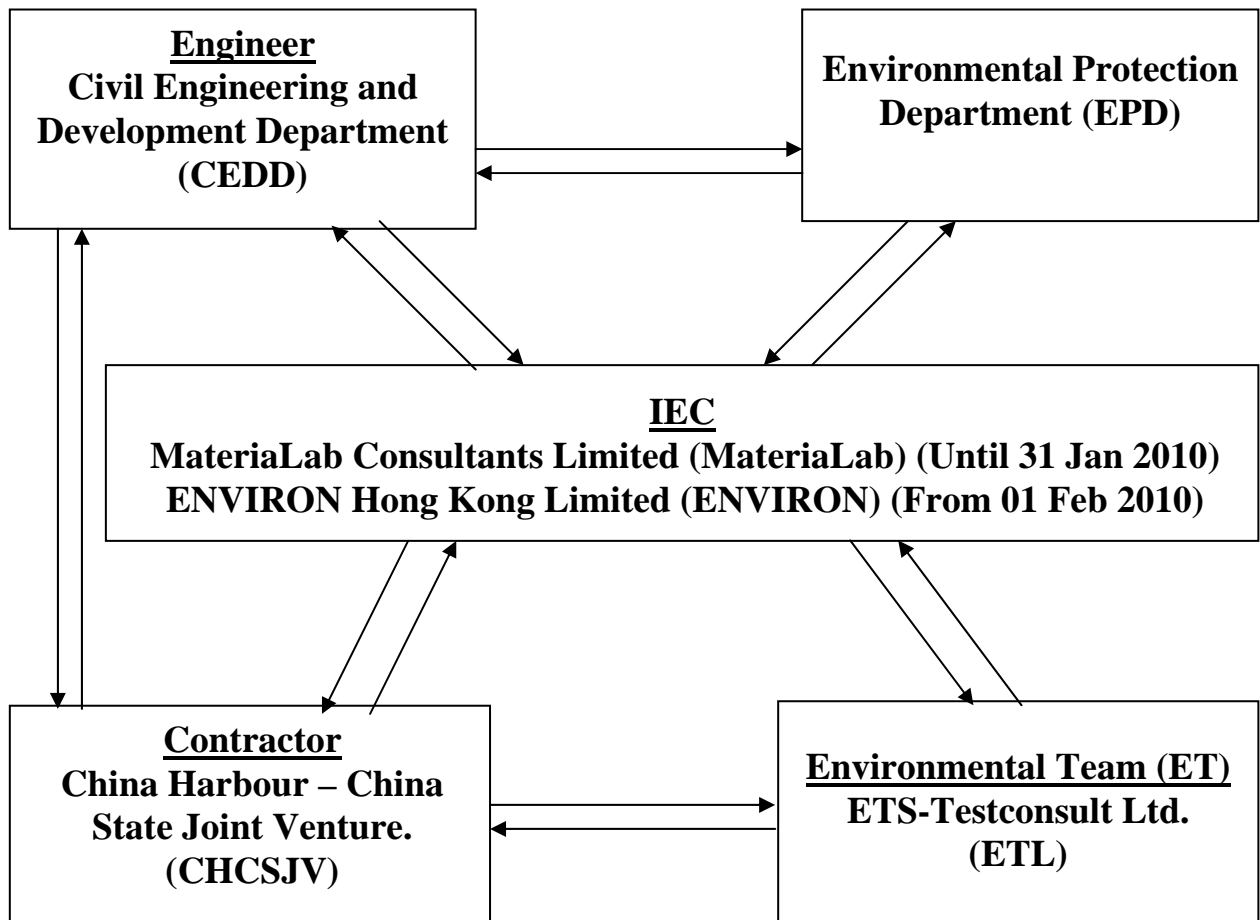 Engineer
Civil Engineering and
Development Department
(CEDD)
Environmental Protection
Department (EPD)
IEC
MateriaLab Consultants Limited (MateriaLab) (Until 31 Jan 2010)
ENVIRON Hong Kong Limited (ENVIRON) (From 01 Feb 2010)
Contractor
China Harbour – China
State Joint Venture.
(CHCSJV)
Environmental Team (ET)
ETS-Testconsult Ltd.
(ETL)